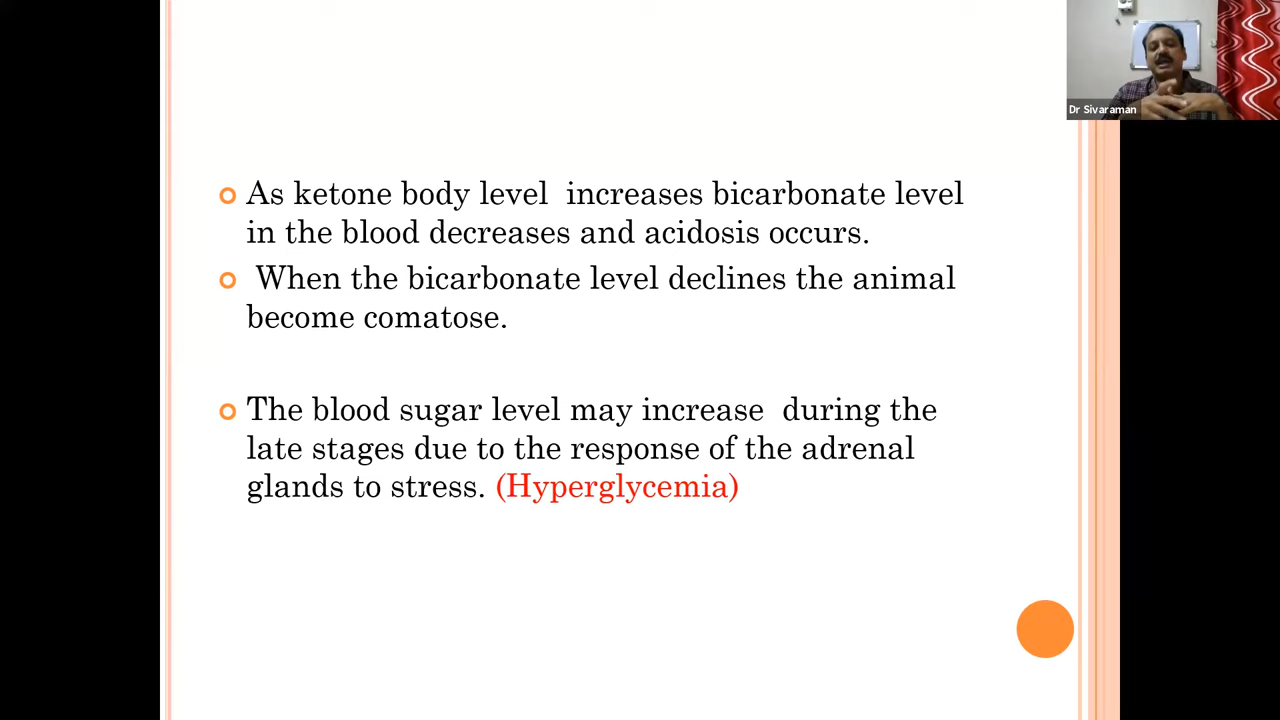 Dr Sivaraman
As ketone body level  increases bicarbonate level
in the blood decreases and acidosis occurs.
When the bicarbonate level declines the animal
become comatose.
The blood sugar level may increase  during the
late stages due to the response of the adrenal
glands to stress. (Hyperglycemia)